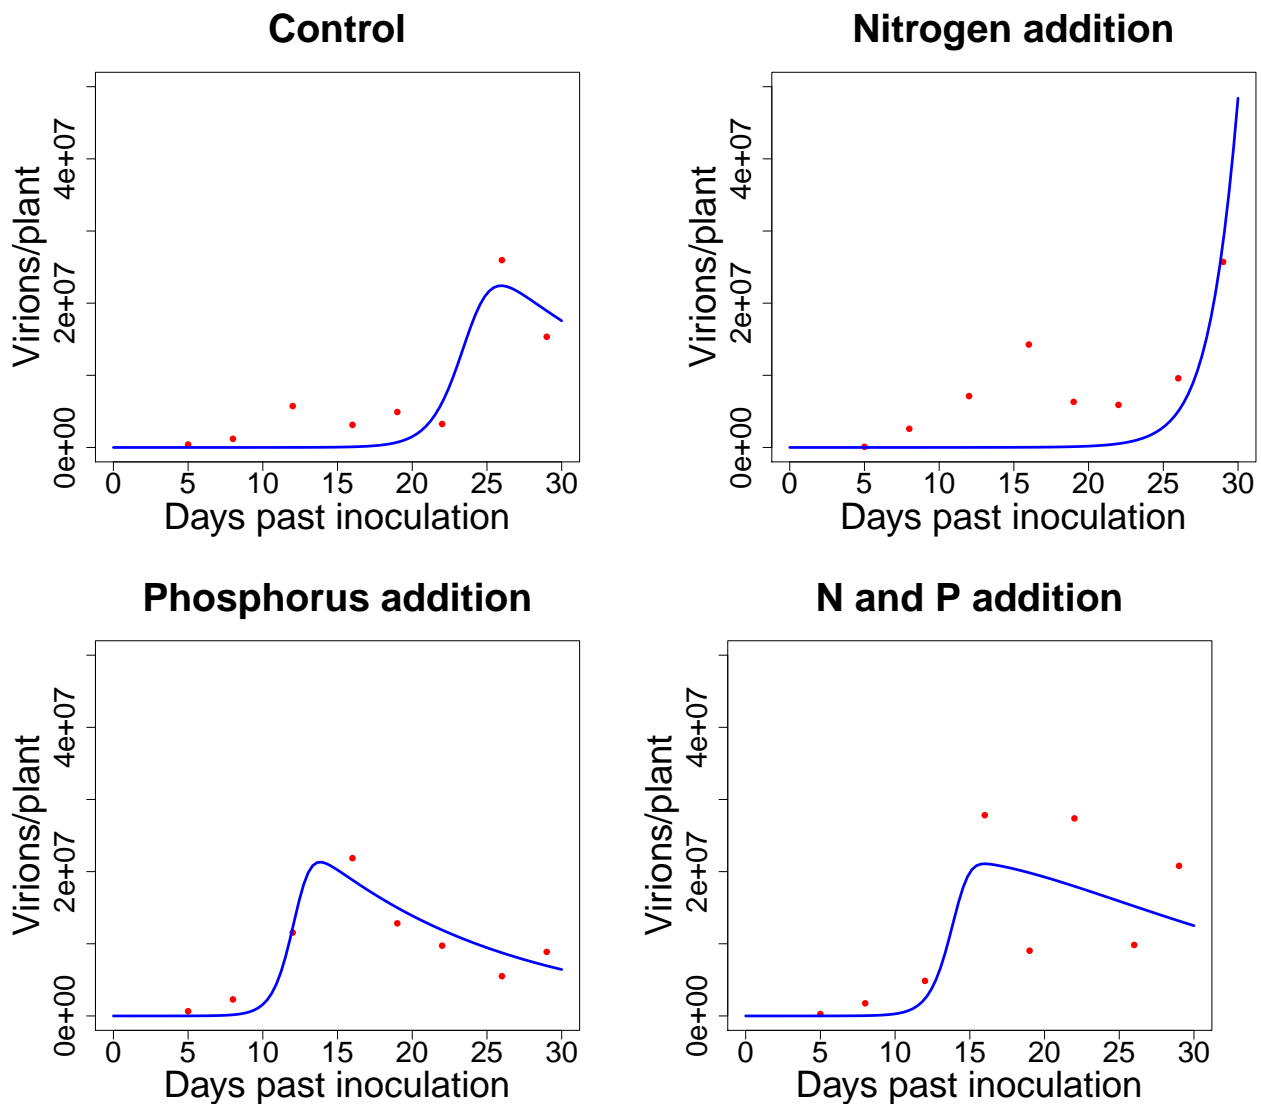 Control
Virions/plant
0e+00 2e+07 4e+07
0 5 10 15 20 25 30
Days past inoculation
Nitrogen addition
Virions/plant
0e+00 2e+07 4e+07
0 5 10 15 20 25 30
Days past inoculation
Phosphorus addition
Virions/plant
0e+00 2e+07 4e+07
0 5 10 15 20 25 30
Days past inoculation
N and P addition
Virions/plant
0e+00 2e+07 4e+07
0 5 10 15 20 25 30
Days past inoculation